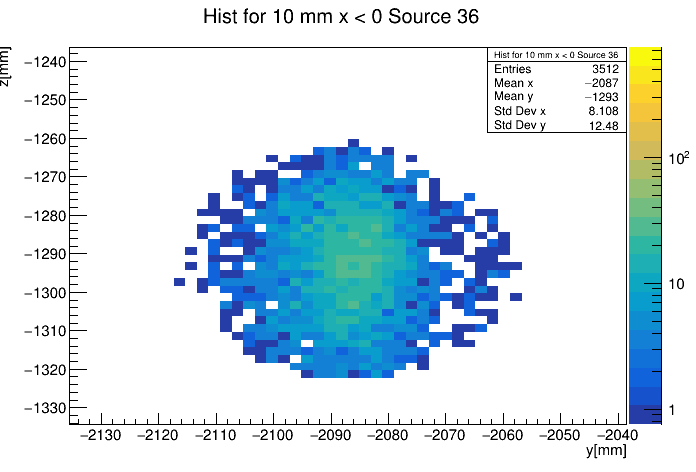 Hist for 10 mm x < 0 Source 36
z[mm]
−1240
−1250
−1260
−1270
−1280
−1290
−1300
−1310
−1320
−1330
Hist for 10 mm x < 0 Source 36
Entries 3512
Mean x −2087
Mean y −1293
Std Dev x 8.108
Std Dev y 12.48
10²
10
1
−2130 −2120 −2110 −2100 −2090 −2080 −2070 −2060 −2050 −2040
y[mm]